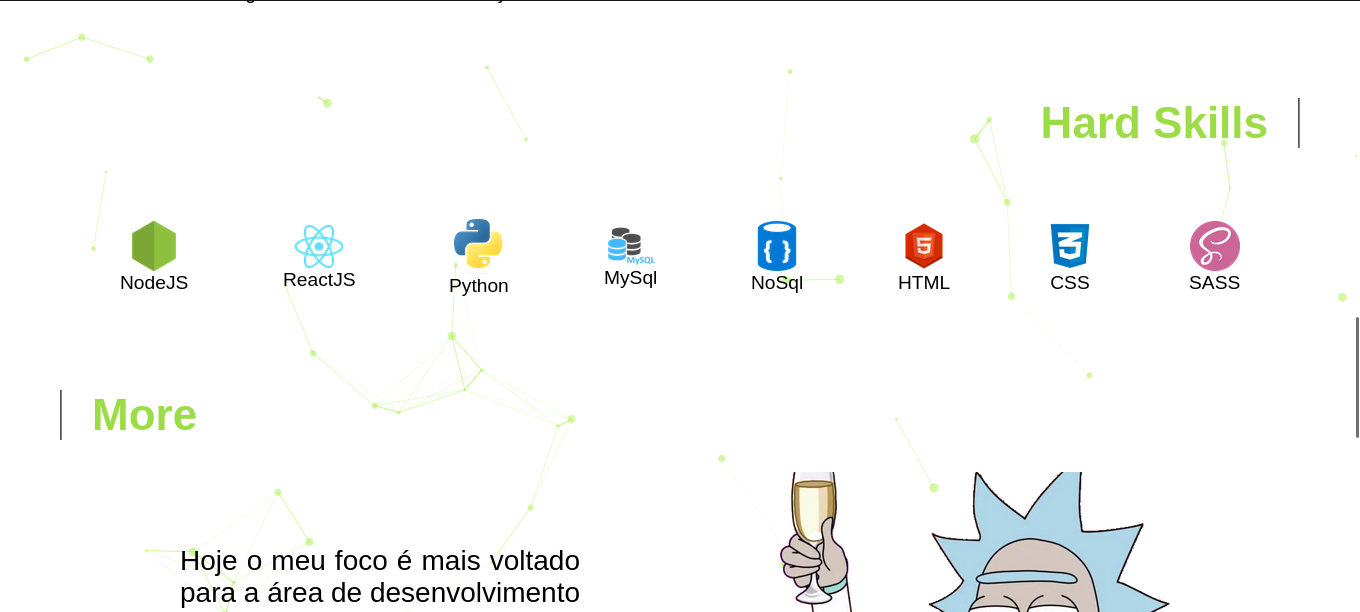 Hard Skills
NodeJS ReactJS Python MySql NoSql HTML CSS SASS
MySQL
5
More
Hoje o meu foco é mais voltado
para a área de desenvolvimento